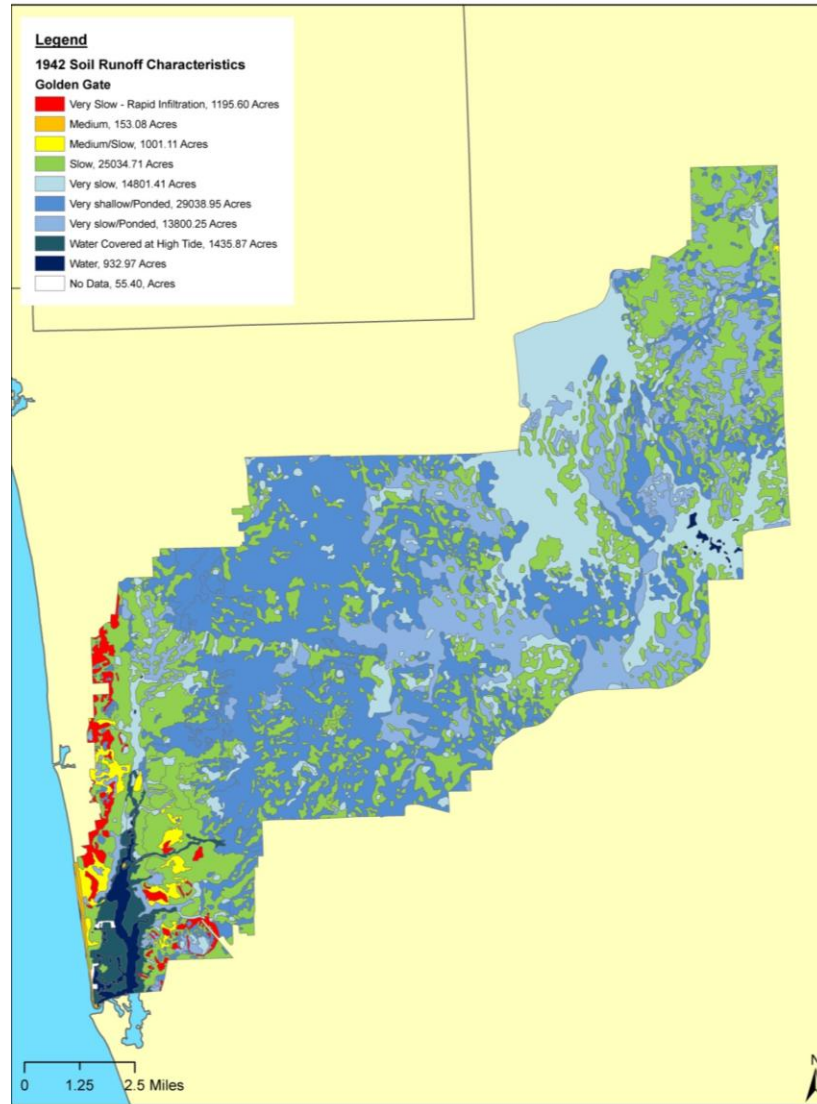 Legend
1942 Soil Runoff Characteristics
Golden Gate
Very Slow - Rapid Infiltration, 1195.60 Acres
Medium, 153.08 Acres
Medium/Slow, 1001.11 Acres
Slow, 25034.71 Acres
Very slow, 14801.41 Acres
Very shallow/Ponded, 29038.95 Acres
Very slow/Ponded, 13800.25 Acres
Water Covered at High Tide, 1435.87 Acres
Water, 932.97 Acres
No Data, 55.40, Acres
0 1.25 2.5 Miles
N